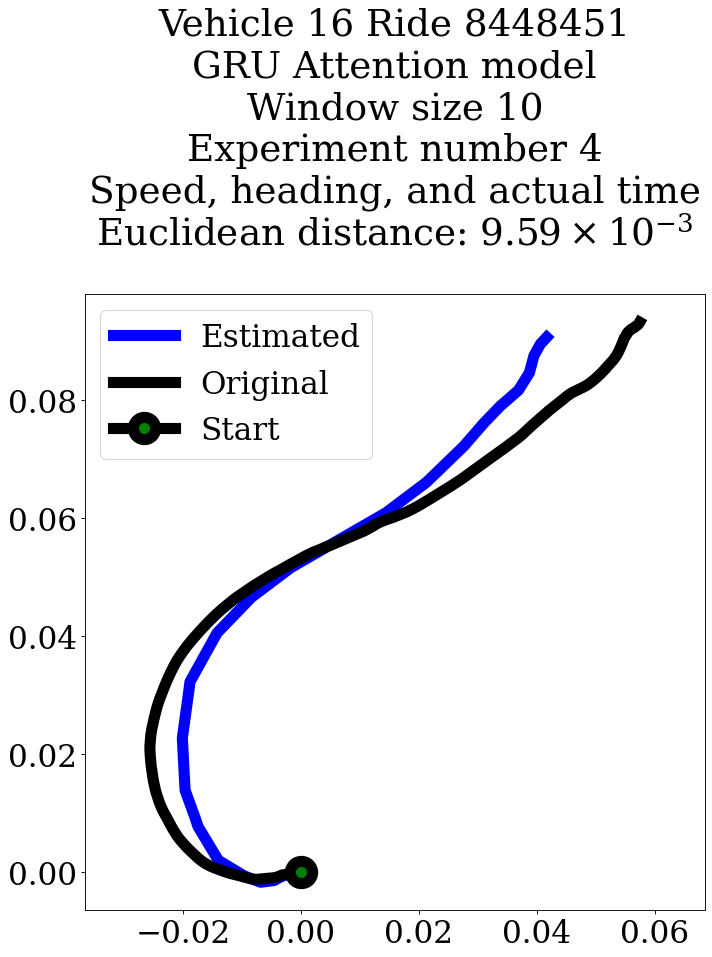 Vehicle 16 Ride 8448451
GRU Attention model
Window size 10
Experiment number 4
Speed, heading, and actual time
Euclidean distance: 9.59 × 10⁻³
Estimated
Original
Start
0.08
0.06
0.04
0.02
0.00
−0.02 0.00 0.02 0.04 0.06